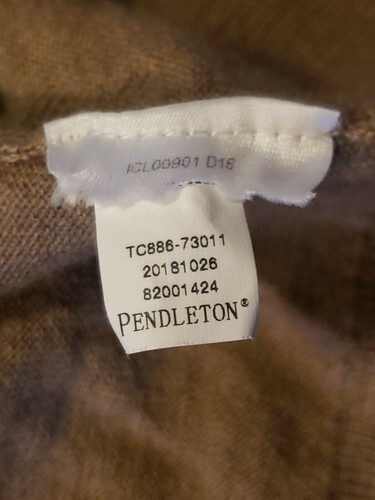 ICL00901 D16
TC886-73011
20181026
82001424
PENDLETON®